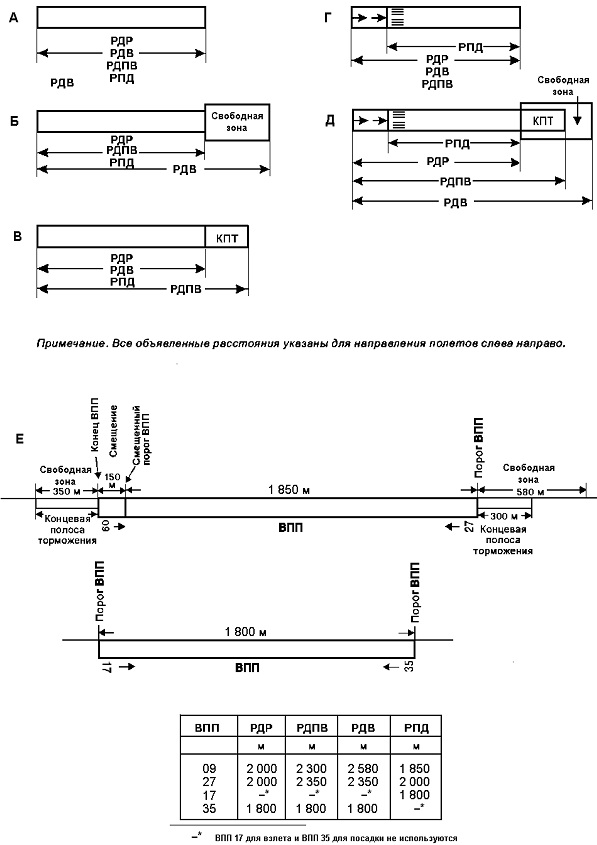 А
РДР
РДВ
РДПВ
РПД
РДВ
Б
Свободная
зона
РДР
РДПВ
РПД
РДВ
В
КПТ
РДР
РДВ
РПД
РДПВ
Г
РПД
РДР
РДВ
РДПВ
Свободная
зона
Д
КПТ
РПД
РДР
РДПВ
РДВ
Примечание. Все объявленные расстояния указаны для направления полетов слева направо.
Е
Конец ВПП
Смещение
Смещенный
порог ВПП
Порог ВПП
Свободная
зона
350 м
150
м
1 850 м
Свободная
зона
580 м
Концевая
полоса
торможения
60
ВПП
27
300 м
Концевая
полоса
торможения
Порог ВПП
Порог ВПП
1 800 м
17
ВПП
35
ВПП РДР РДПВ РДВ РПД
м м м м
09 2 000 2 300 2 580 1 850
27 2 000 2 350 2 350 2 000
17 –* –* –* 1 800
35 1 800 1 800 1 800 –*
–* ВПП 17 для взлета и ВПП 35 для посадки не используются